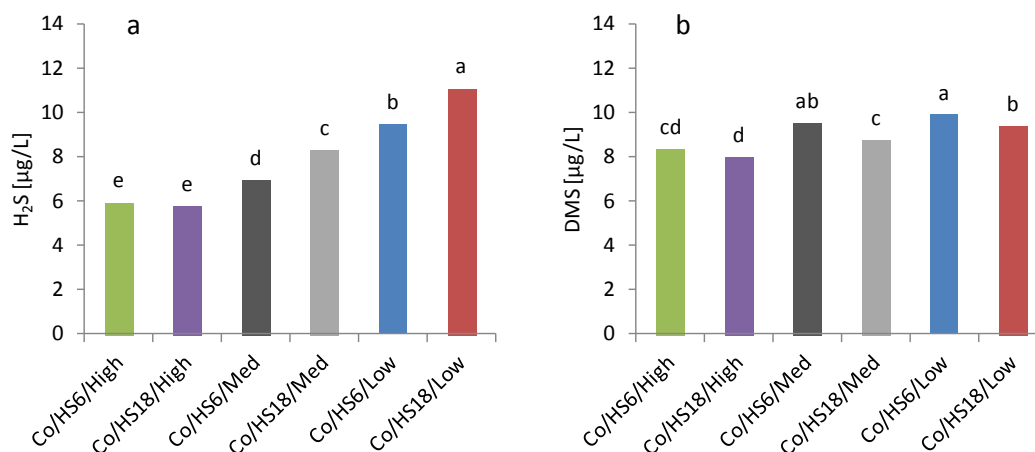 a
14
12
10
8
6
4
2
0
H₂S [µg/L]
e
e
d
c
b
a
Co/HS6/High
Co/HS18/High
Co/HS6/Med
Co/HS18/Med
Co/HS6/Low
Co/HS18/Low
b
14
12
10
8
6
4
2
0
DMS [µg/L]
cd
d
ab
c
a
b
Co/HS6/High
Co/HS18/High
Co/HS6/Med
Co/HS18/Med
Co/HS6/Low
Co/HS18/Low